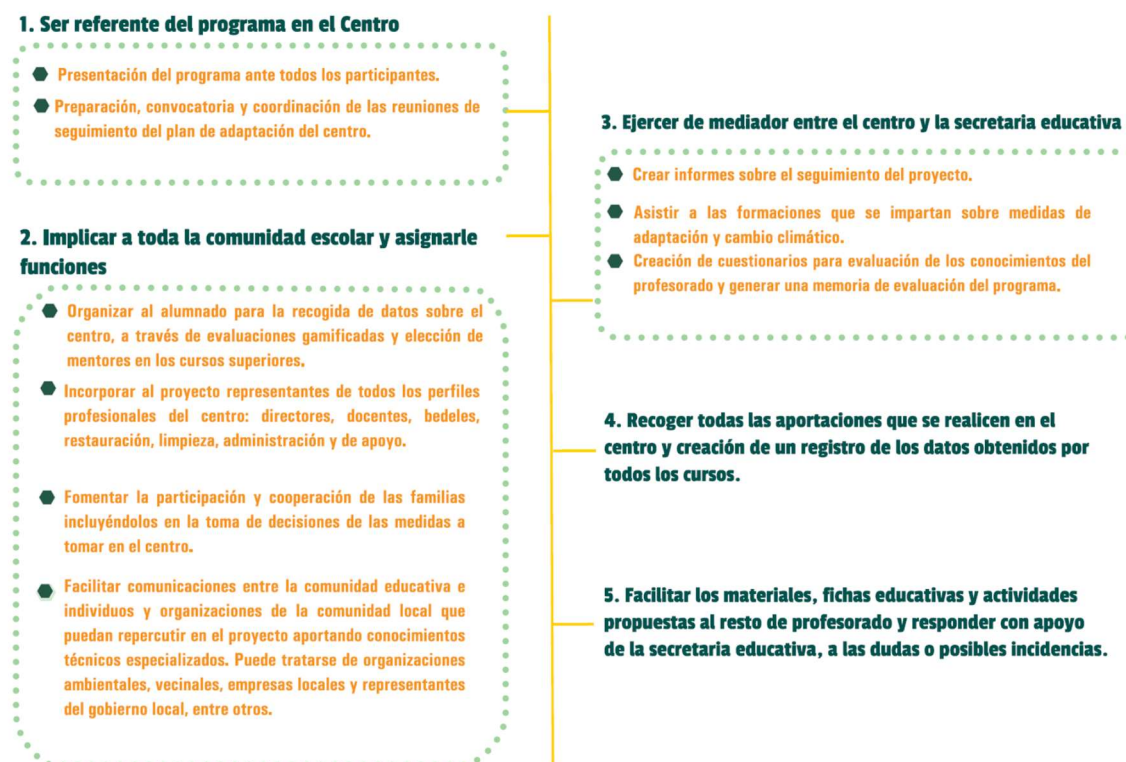 1. Ser referente del programa en el Centro
Presentación del programa ante todos los participantes.
Preparación, convocatoria y coordinación de las reuniones de
seguimiento del plan de adaptación del centro.
2. Implicar a toda la comunidad escolar y asignarle
funciones
Organizar al alumnado para la recogida de datos sobre el
centro, a través de evaluaciones gamificadas y elección de
mentores en los cursos superiores.
Incorporar al proyecto representantes de todos los perfiles
profesionales del centro: directores, docentes, bedeles,
restauración, limpieza, administración y de apoyo.
Fomentar la participación y cooperación de las familias
incluyéndolos en la toma de decisiones de las medidas a
tomar en el centro.
Facilitar comunicaciones entre la comunidad educativa e
individuos y organizaciones de la comunidad local que
puedan repercutir en el proyecto aportando conocimientos
técnicos especializados. Puede tratarse de organizaciones
ambientales, vecinales, empresas locales y representantes
del gobierno local, entre otros.
3. Ejercer de mediador entre el centro y la secretaria educativa
Crear informes sobre el seguimiento del proyecto.
Asistir a las formaciones que se impartan sobre medidas de
adaptación y cambio climático.
Creación de cuestionarios para evaluación de los conocimientos del
profesorado y generar una memoria de evaluación del programa.
4. Recoger todas las aportaciones que se realicen en el
centro y creación de un registro de los datos obtenidos por
todos los cursos.
5. Facilitar los materiales, fichas educativas y actividades
propuestas al resto de profesorado y responder con apoyo
de la secretaria educativa, a las dudas o posibles incidencias.